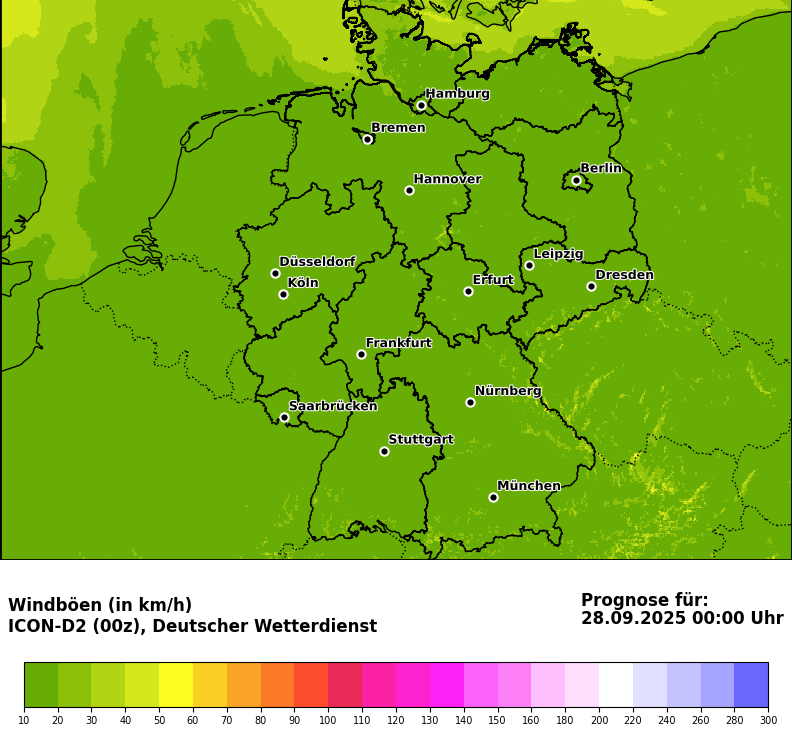 Hamburg
Bremen
Berlin
Hannover
Leipzig
Düsseldorf
Dresden
Köln
Erfurt
Frankfurt
Nürnberg
Saarbrücken
Stuttgart
München
Windböen (in km/h)
ICON-D2 (00z), Deutscher Wetterdienst
Prognose für:
28.09.2025 00:00 Uhr
10 20 30 40 50 60 70 80 90 100 110 120 130 140 150 160 180 200 220 240 260 280 300